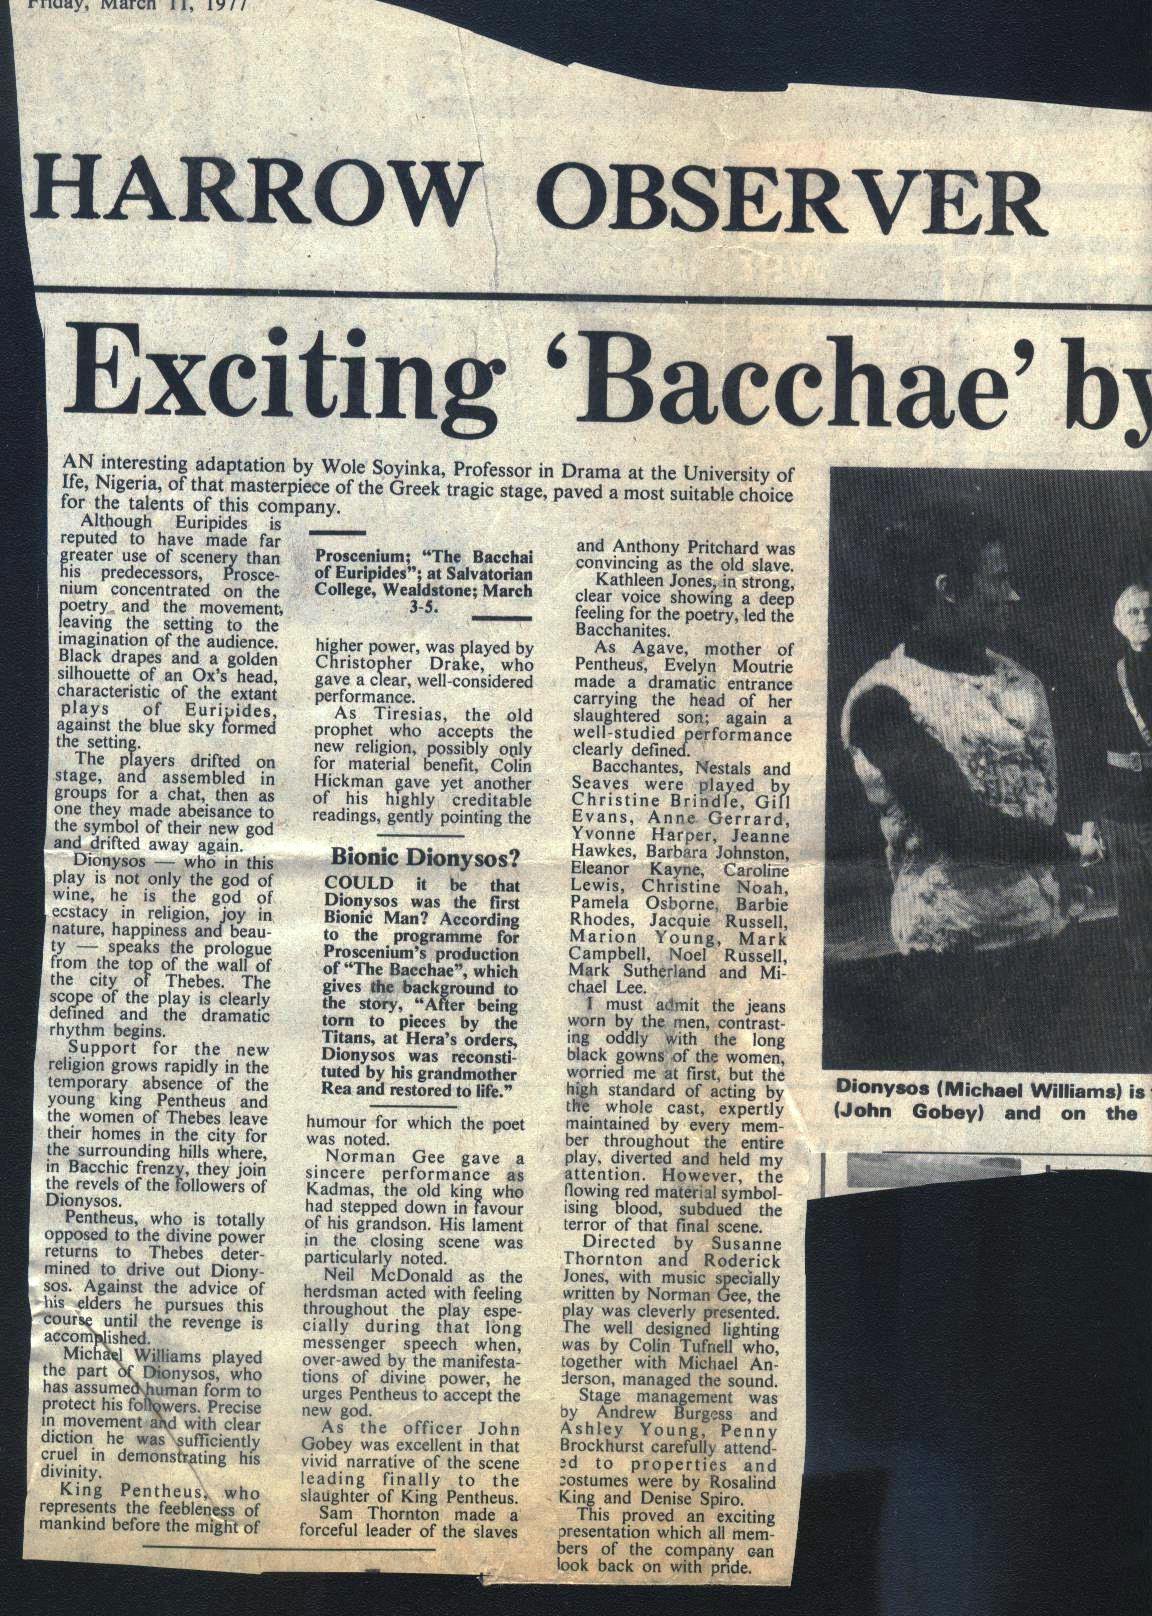 Friday, March 11, 1977
HARROW OBSERVER
Exciting ‘Bacchae’ by
AN interesting adaptation by Wole Soyinka, Professor in Drama at the University of
Ife, Nigeria, of that masterpiece of the Greek tragic stage, paved a most suitable choice
for the talents of this company.
Although Euripides is
reputed to have made far
greater use of scenery than
his predecessors, Prosce-
nium concentrated on the
poetry and the movement,
leaving the setting to the
imagination of the audience.
Black drapes and a golden
silhouette of an Ox's head,
characteristic of the extant
plays of Euripides,
against the blue sky formed
the setting.
The players drifted on
stage, and assembled in
groups for a chat, then as
one they made abeisance to
the symbol of their new god
and drifted away again.
Dionysos — who in this
play is not only the god of
wine, he is the god of
ecstacy in religion, joy in
nature, happiness and beau-
ty — speaks the prologue
from the top of the wall of
the city of Thebes. The
scope of the play is clearly
defined and the dramatic
rhythm begins.
Support for the new
religion grows rapidly in the
temporary absence of the
young king Pentheus and
the women of Thebes leave
their homes in the city for
the surrounding hills where,
in Bacchic frenzy, they join
the revels of the followers of
Dionysos.
Pentheus, who is totally
opposed to the divine power
returns to Thebes deter-
mined to drive out Diony-
sos. Against the advice of
his elders he pursues this
course until the revenge is
accomplished.
Michael Williams played
the part of Dionysos, who
has assumed human form to
protect his followers. Precise
in movement and with clear
diction he was sufficiently
cruel in demonstrating his
divinity.
King Pentheus, who
represents the feebleness of
mankind before the might of
Proscenium; “The Bacchai
of Euripides”; at Salvatorian
College, Wealdstone; March
3-5.
higher power, was played by
Christopher Drake, who
gave a clear, well-considered
performance.
As Tiresias, the old
prophet who accepts the
new religion, possibly only
for material benefit, Colin
Hickman gave yet another
of his highly creditable
readings, gently pointing the
Bionic Dionysos?
COULD it be that
Dionysos was the first
Bionic Man? According
to the programme for
Proscenium's production
of “The Bacchae”, which
gives the background to
the story, “After being
torn to pieces by the
Titans, at Hera's orders,
Dionysos was reconsti-
tuted by his grandmother
Rea and restored to life.”
humour for which the poet
was noted.
Norman Gee gave a
sincere performance as
Kadmas, the old king who
had stepped down in favour
of his grandson. His lament
in the closing scene was
particularly noted.
Neil McDonald as the
herdsman acted with feeling
throughout the play espe-
cially during that long
messenger speech when,
over-awed by the manifesta-
tions of divine power, he
urges Pentheus to accept the
new god.
As the officer John
Gobey was excellent in that
vivid narrative of the scene
leading finally to the
slaughter of King Pentheus.
Sam Thornton made a
forceful leader of the slaves
and Anthony Pritchard was
convincing as the old slave.
Kathleen Jones, in strong,
clear voice showing a deep
feeling for the poetry, led the
Bacchanites.
As Agave, mother of
Pentheus, Evelyn Moutrie
made a dramatic entrance
carrying the head of her
slaughtered son; again a
well-studied performance
clearly defined.
Bacchantes, Nestals and
Seaves were played by
Christine Brindle, Gill
Evans, Anne Gerrard,
Yvonne Harper, Jeanne
Hawkes, Barbara Johnston,
Eleanor Kayne, Caroline
Lewis, Christine Noah,
Pamela Osborne, Barbie
Rhodes, Jacquie Russell,
Marion Young, Mark
Campbell, Noel Russell,
Mark Sutherland and Mi-
chael Lee.
I must admit the jeans
worn by the men, contrast-
ing oddly with the long
black gowns of the women,
worried me at first, but the
high standard of acting by
the whole cast, expertly
maintained by every mem-
ber throughout the entire
play, diverted and held my
attention. However, the
flowing red material symbol-
ising blood, subdued the
terror of that final scene.
Directed by Susanne
Thornton and Roderick
Jones, with music specially
written by Norman Gee, the
play was cleverly presented.
The well designed lighting
was by Colin Tufnell who,
together with Michael An-
derson, managed the sound.
Stage management was
by Andrew Burgess and
Ashley Young, Penny
Brockhurst carefully attend-
ed to properties and
costumes were by Rosalind
King and Denise Spiro.
This proved an exciting
presentation which all mem-
bers of the company can
look back on with pride.
Dionysos (Michael Williams) is
(John Gobey) and on the